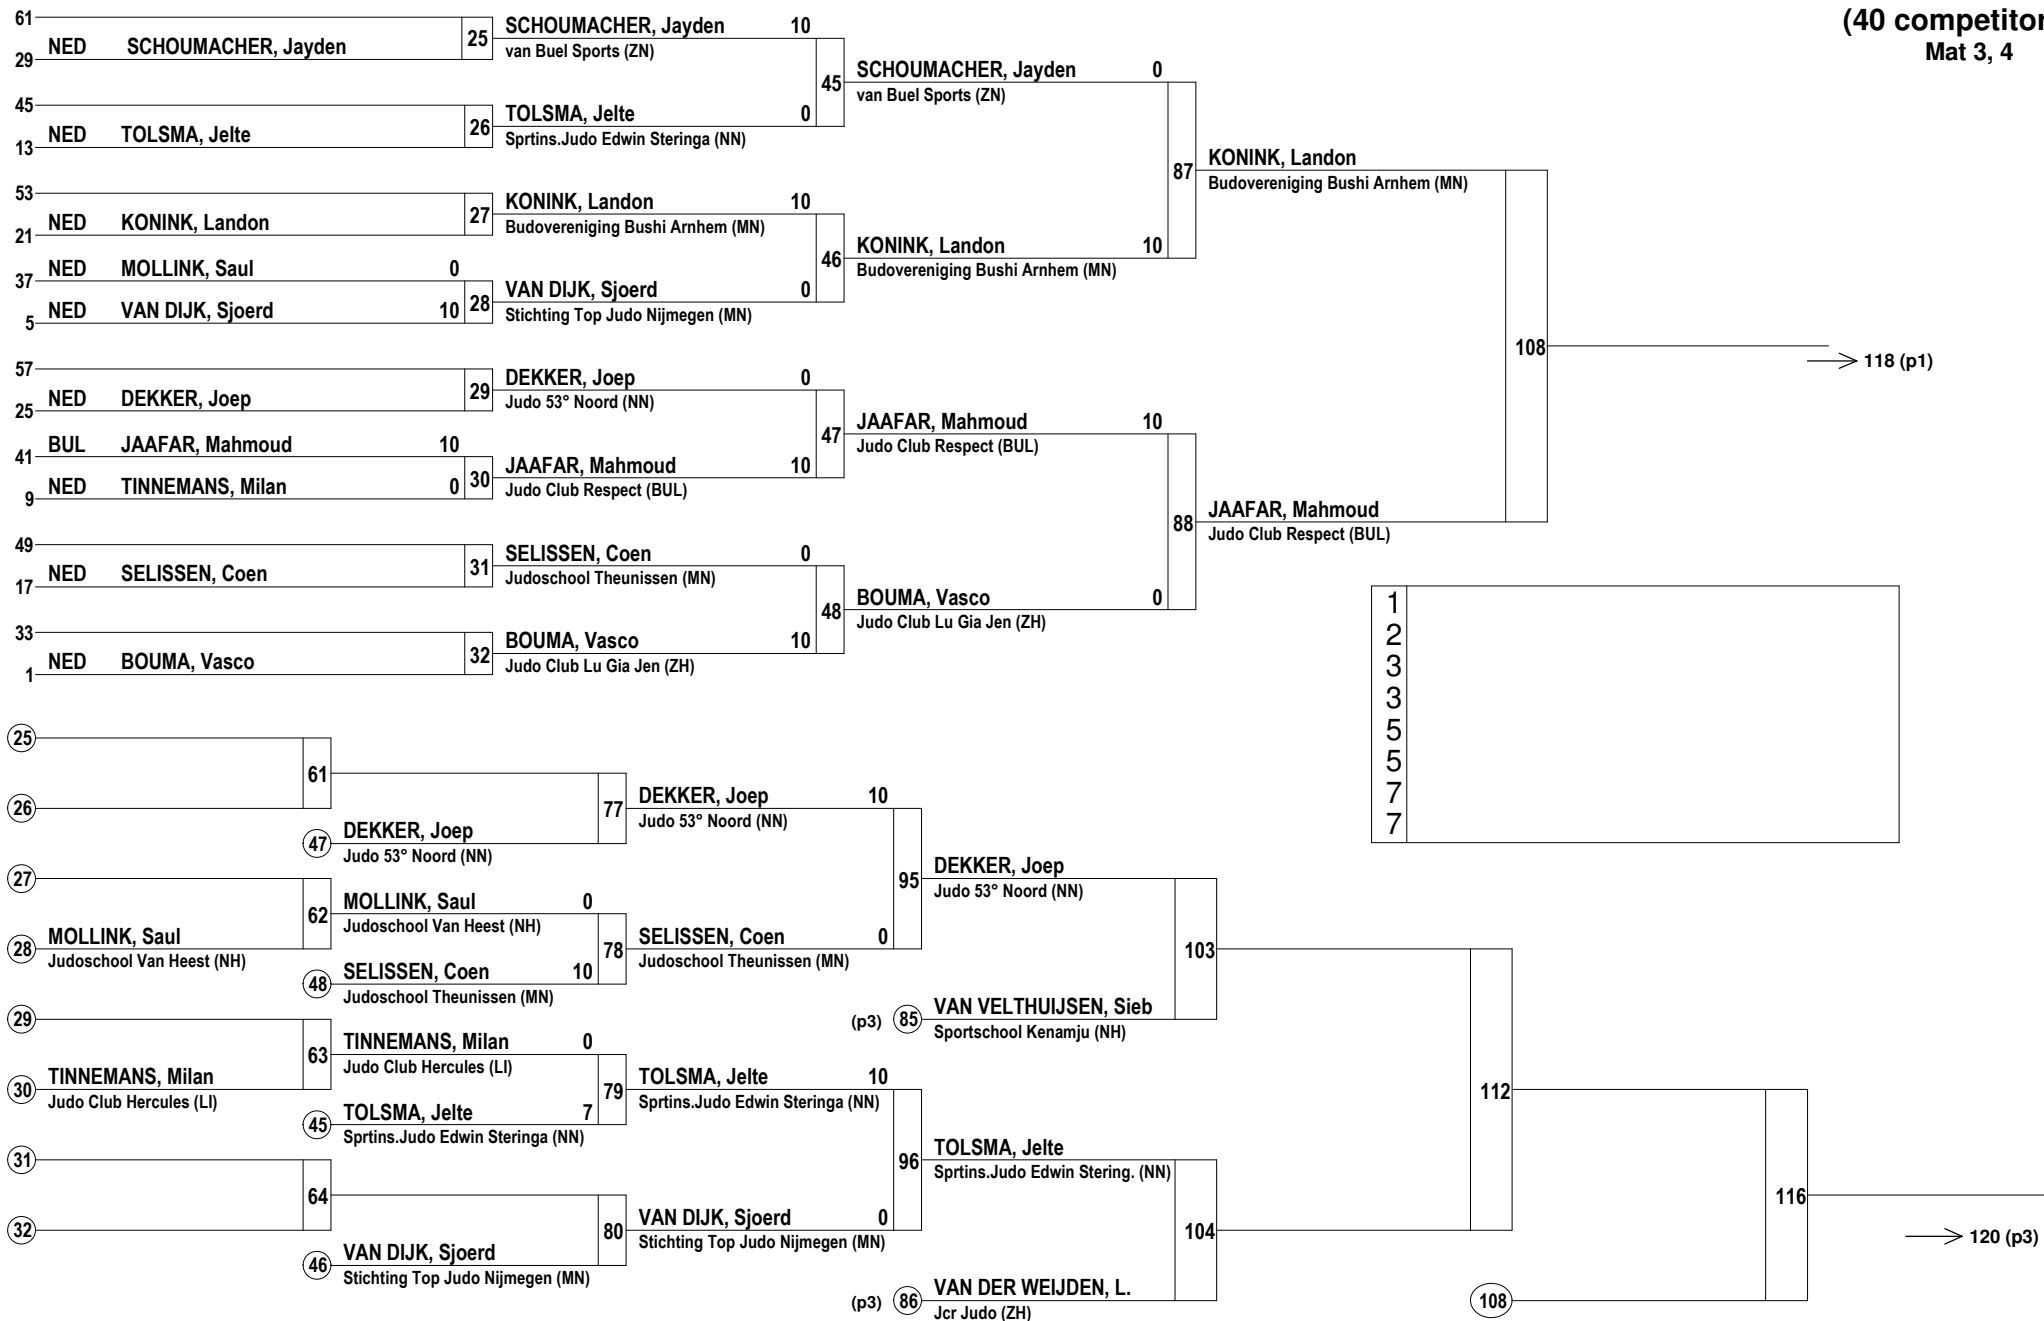 (40 competitor
Mat 3, 4
61
29 NED SCHOUMACHER, Jayden
25 SCHOUMACHER, Jayden 10
van Buel Sports (ZN)
45 SCHOUMACHER, Jayden 0
van Buel Sports (ZN)
45
13 NED TOLSMA, Jelte
26 TOLSMA, Jelte 0
Sprtins.Judo Edwin Steringa (NN)
87 KONINK, Landon
Budovereniging Bushi Arnhem (MN)
53
21 NED KONINK, Landon
27 KONINK, Landon 10
Budovereniging Bushi Arnhem (MN)
46 KONINK, Landon 10
Budovereniging Bushi Arnhem (MN)
37 NED MOLLINK, Saul 0
5 NED VAN DIJK, Sjoerd 10
28 VAN DIJK, Sjoerd 0
Stichting Top Judo Nijmegen (MN)
108
118 (p1)
57
25 NED DEKKER, Joep
29 DEKKER, Joep 0
Judo 53° Noord (NN)
47 JAAFAR, Mahmoud 10
Judo Club Respect (BUL)
41 BUL JAAFAR, Mahmoud 10
9 NED TINNEMANS, Milan 0
30 JAAFAR, Mahmoud 10
Judo Club Respect (BUL)
88 JAAFAR, Mahmoud
Judo Club Respect (BUL)
49
17 NED SELISSEN, Coen
31 SELISSEN, Coen 0
Judoschool Theunissen (MN)
48 BOUMA, Vasco 0
Judo Club Lu Gia Jen (ZH)
33
1 NED BOUMA, Vasco
32 BOUMA, Vasco 10
Judo Club Lu Gia Jen (ZH)
1
2
3
3
5
5
7
7
25
61
26
77 DEKKER, Joep 10
Judo 53° Noord (NN)
47 DEKKER, Joep
Judo 53° Noord (NN)
95 DEKKER, Joep
Judo 53° Noord (NN)
27
62 MOLLINK, Saul 0
Judoschool Van Heest (NH)
28 MOLLINK, Saul
Judoschool Van Heest (NH)
78 SELISSEN, Coen 0
Judoschool Theunissen (MN)
48 SELISSEN, Coen 10
Judoschool Theunissen (MN)
103
(p3) 85 VAN VELTHUIJSEN, Sieb
Sportschool Kenamju (NH)
29
63 TINNEMANS, Milan 0
Judo Club Hercules (LI)
30 TINNEMANS, Milan
Judo Club Hercules (LI)
79 TOLSMA, Jelte 10
Sprtins.Judo Edwin Steringa (NN)
45 TOLSMA, Jelte 7
Sprtins.Judo Edwin Steringa (NN)
112
96 TOLSMA, Jelte
Sprtins.Judo Edwin Stering. (NN)
31
64
32
80 VAN DIJK, Sjoerd 0
Stichting Top Judo Nijmegen (MN)
46 VAN DIJK, Sjoerd
Stichting Top Judo Nijmegen (MN)
104
116
120 (p3)
(p3) 86 VAN DER WEIJDEN, L.
Jcr Judo (ZH)
108